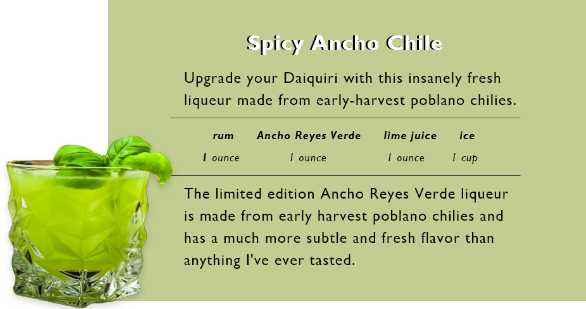 Spicy Ancho Chile
Upgrade your Daiquiri with this insanely fresh
liqueur made from early-harvest poblano chilies.
rum Ancho Reyes Verde lime juice ice
1 ounce 1 ounce 1 ounce 1 cup
The limited edition Ancho Reyes Verde liqueur
is made from early harvest poblano chilies and
has a much more subtle and fresh flavor than
anything I've ever tasted.